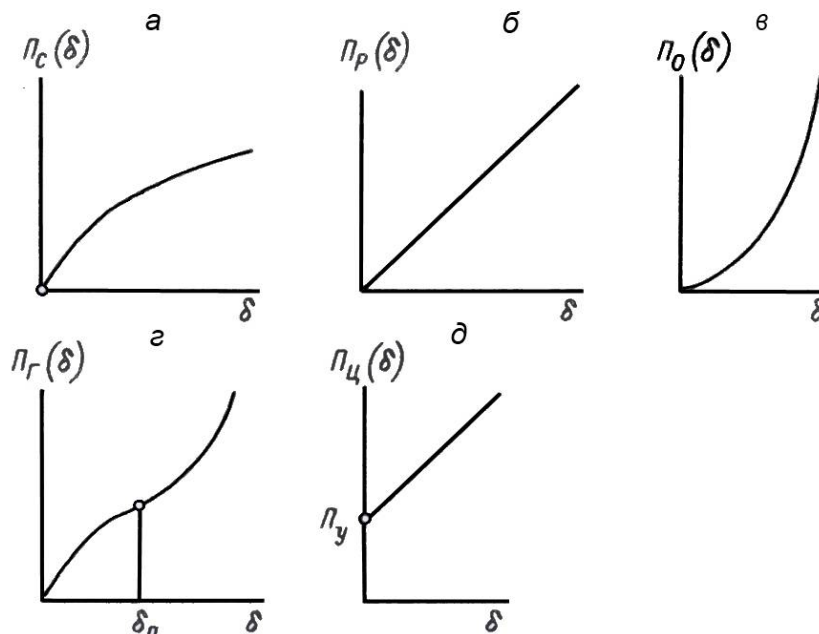 а б в
П_С(δ) П_Р(δ) П_О(δ)
δ δ δ
г д
П_Г(δ) П_Ц(δ)
П_у
δ_п δ δ